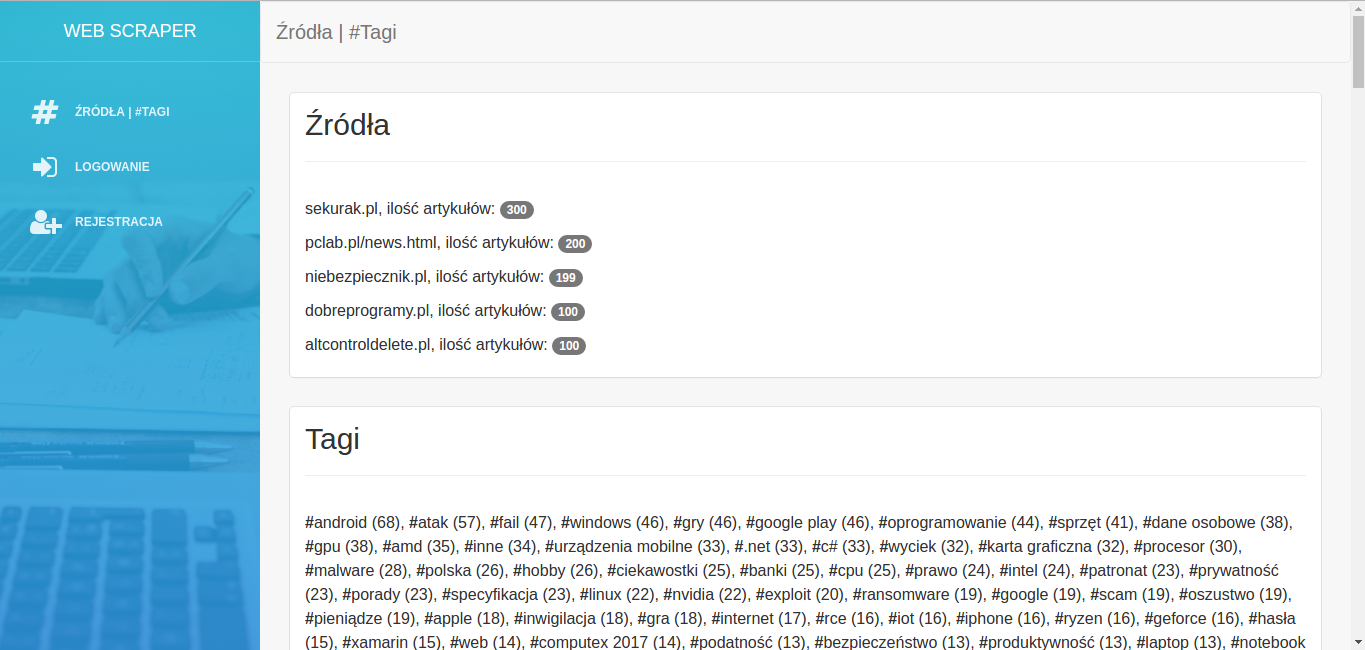 WEB SCRAPER
ŹRÓDŁA | #TAGI
LOGOWANIE
REJESTRACJA
Źródła | #Tagi
Źródła
sekurak.pl, ilość artykułów: 300
pclab.pl/news.html, ilość artykułów: 200
niebezpiecznik.pl, ilość artykułów: 199
dobreprogramy.pl, ilość artykułów: 100
altcontroldelete.pl, ilość artykułów: 100
Tagi
#android (68), #atak (57), #fail (47), #windows (46), #gry (46), #google play (46), #oprogramowanie (44), #sprzęt (41), #dane osobowe (38),
#gpu (38), #amd (35), #inne (34), #urządzenia mobilne (33), #.net (33), #c# (33), #wyciek (32), #karta graficzna (32), #procesor (30),
#malware (28), #polska (26), #hobby (26), #ciekawostki (25), #banki (25), #cpu (25), #prawo (24), #intel (24), #patronat (23), #prywatność
(23), #porady (23), #specyfikacja (23), #linux (22), #nvidia (22), #exploit (20), #ransomware (19), #google (19), #scam (19), #oszustwo (19),
#pieniądze (19), #apple (18), #inwigilacja (18), #gra (18), #internet (17), #rce (16), #iot (16), #iphone (16), #ryzen (16), #geforce (16), #hasła
(15), #xamarin (15), #web (14), #computex 2017 (14), #podatność (13), #bezpieczeństwo (13), #produktywność (13), #laptop (13), #notebook